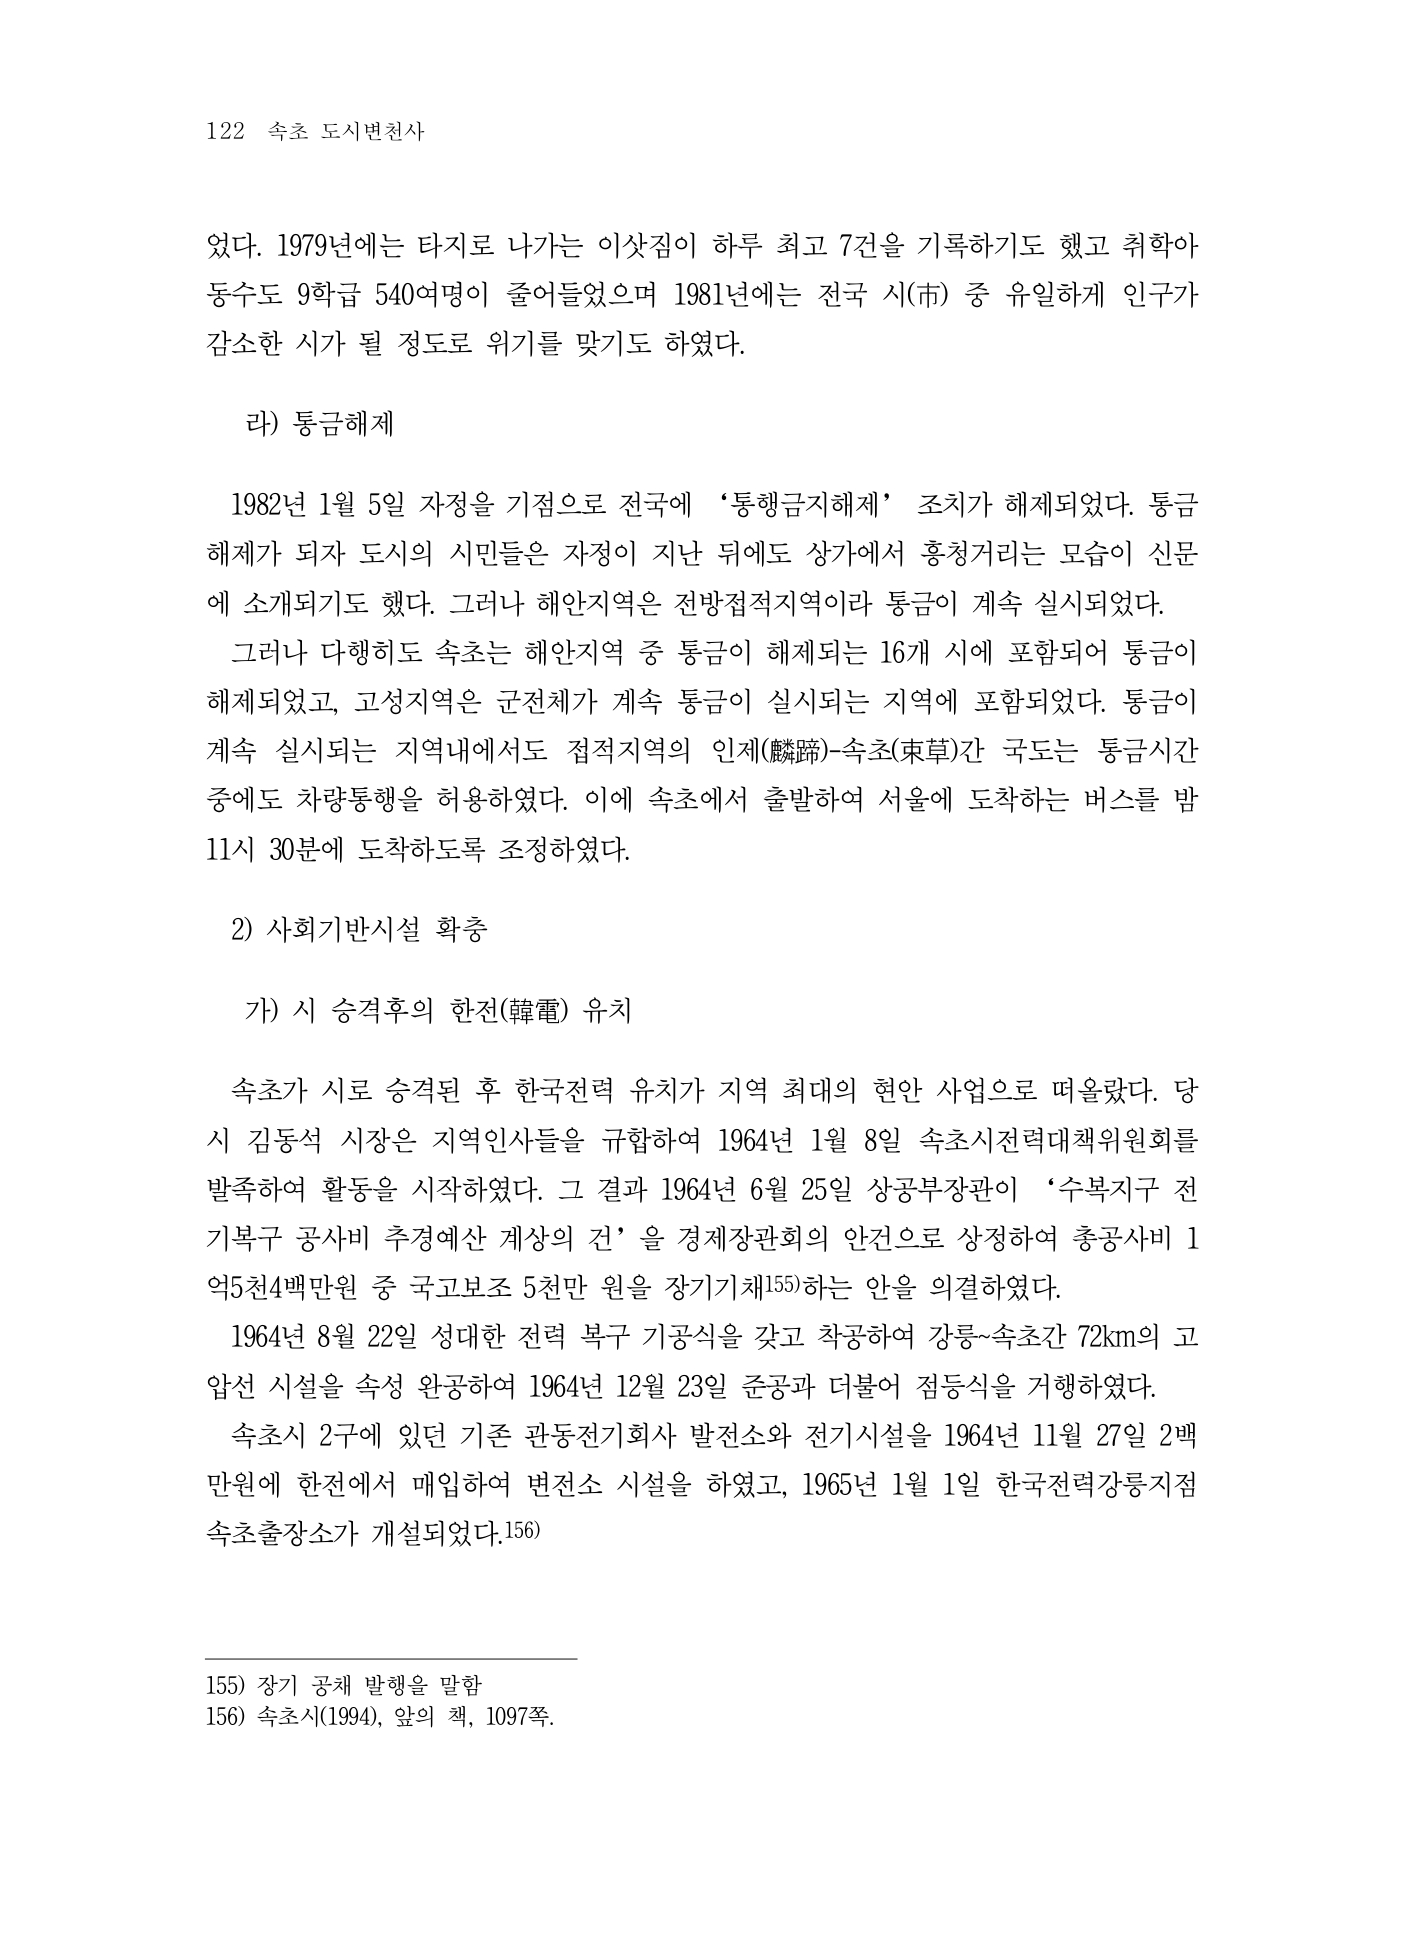 122 속초 도시변천사
었다. 1979년에는 타지로 나가는 이삿짐이 하루 최고 7건을 기록하기도 했고 취학아
동수도 9학급 540여명이 줄어들었으며 1981년에는 전국 시(市) 중 유일하게 인구가
감소한 시가 될 정도로 위기를 맞기도 하였다.
라) 통금해제
1982년 1월 5일 자정을 기점으로 전국에 ‘통행금지해제’ 조치가 해제되었다. 통금
해제가 되자 도시의 시민들은 자정이 지난 뒤에도 상가에서 흥청거리는 모습이 신문
에 소개되기도 했다. 그러나 해안지역은 전방접적지역이라 통금이 계속 실시되었다.
그러나 다행히도 속초는 해안지역 중 통금이 해제되는 16개 시에 포함되어 통금이
해제되었고, 고성지역은 군전체가 계속 통금이 실시되는 지역에 포함되었다. 통금이
계속 실시되는 지역내에서도 접적지역의 인제(麟蹄)-속초(束草)간 국도는 통금시간
중에도 차량통행을 허용하였다. 이에 속초에서 출발하여 서울에 도착하는 버스를 밤
11시 30분에 도착하도록 조정하였다.
2) 사회기반시설 확충
가) 시 승격후의 한전(韓電) 유치
속초가 시로 승격된 후 한국전력 유치가 지역 최대의 현안 사업으로 떠올랐다. 당
시 김동석 시장은 지역인사들을 규합하여 1964년 1월 8일 속초시전력대책위원회를
발족하여 활동을 시작하였다. 그 결과 1964년 6월 25일 상공부장관이 ‘수복지구 전
기복구 공사비 추경예산 계상의 건’을 경제장관회의 안건으로 상정하여 총공사비 1
억5천4백만원 중 국고보조 5천만 원을 장기기채155)하는 안을 의결하였다.
1964년 8월 22일 성대한 전력 복구 기공식을 갖고 착공하여 강릉~속초간 72km의 고
압선 시설을 속성 완공하여 1964년 12월 23일 준공과 더불어 점등식을 거행하였다.
속초시 2구에 있던 기존 관동전기회사 발전소와 전기시설을 1964년 11월 27일 2백
만원에 한전에서 매입하여 변전소 시설을 하였고, 1965년 1월 1일 한국전력강릉지점
속초출장소가 개설되었다.156)
155) 장기 공채 발행을 말함
156) 속초시(1994), 앞의 책, 1097쪽.